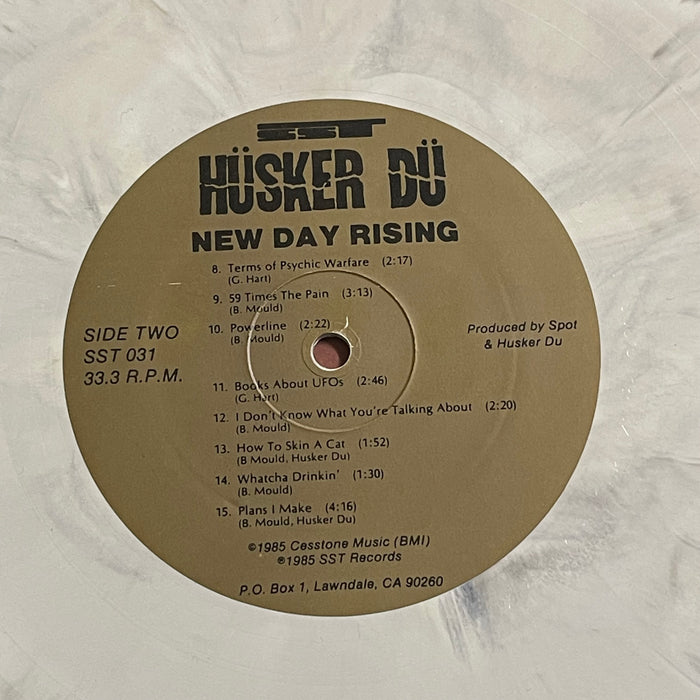 SST
HÜSKER DÜ
NEW DAY RISING
8. Terms of Psychic Warfare (2:17)
(G. Hart)
9. 59 Times The Pain (3:13)
(B. Mould)
10. Powerline (2:22)
(B. Mould)
SIDE TWO
SST 031
33.3 R.P.M.
Produced by Spot
& Husker Du
11. Books About UFOs (2:46)
(G. Hart)
12. I Don't Know What You're Talking About (2:20)
(B. Mould)
13. How To Skin A Cat (1:52)
(B Mould, Husker Du)
14. Whatcha Drinkin' (1:30)
(B. Mould)
15. Plans I Make (4:16)
(B. Mould, Husker Du)
©1985 Cesstone Music (BMI)
℗1985 SST Records
P.O. Box 1, Lawndale, CA 90260